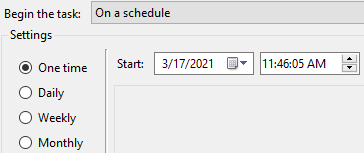 Begin the task: On a schedule
Settings
One time
Start: 3/17/2021 11:46:05 AM
Daily
Weekly
Monthly